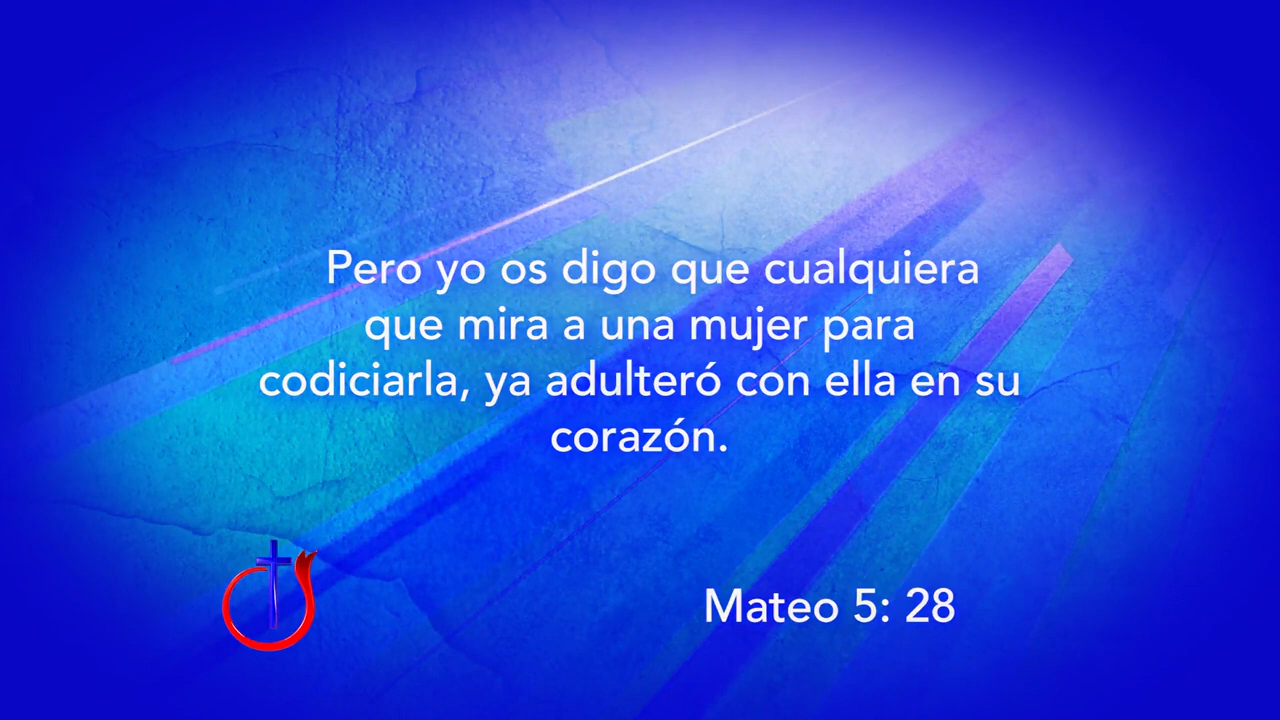 Pero yo os digo que cualquiera
que mira a una mujer para
codiciarla, ya adulteró con ella en su
corazón.
Mateo 5: 28